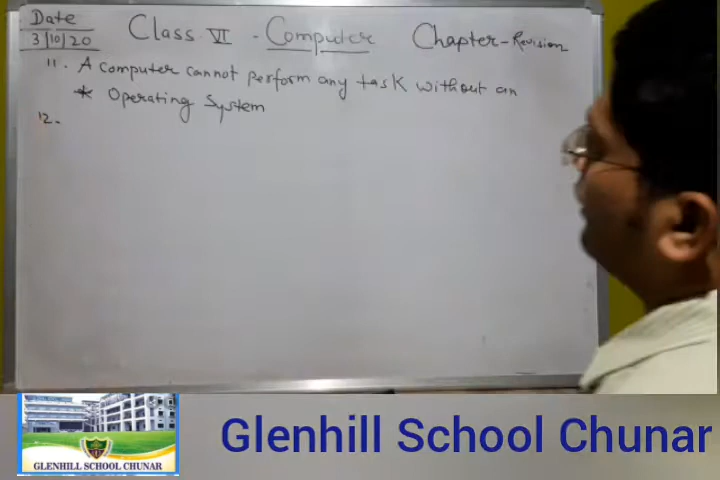 Date
3/10/20
Class VI - Computer Chapter-Revision
11. A computer cannot perform any task without an
* Operating System
12.
GLENHILL SCHOOL CHUNAR
Glenhill School Chunar